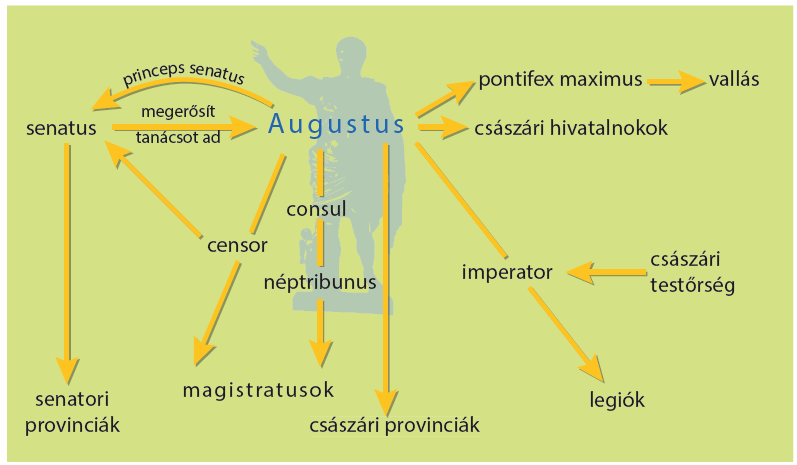 princeps senatus
pontifex maximus
vallás
megerősít
senatus
Augustus
császári hivatalnokok
tanácsot ad
consul
censor
császári
testőrség
imperator
néptribunus
magistratusok
senatori
provinciák
legiók
császári provinciák